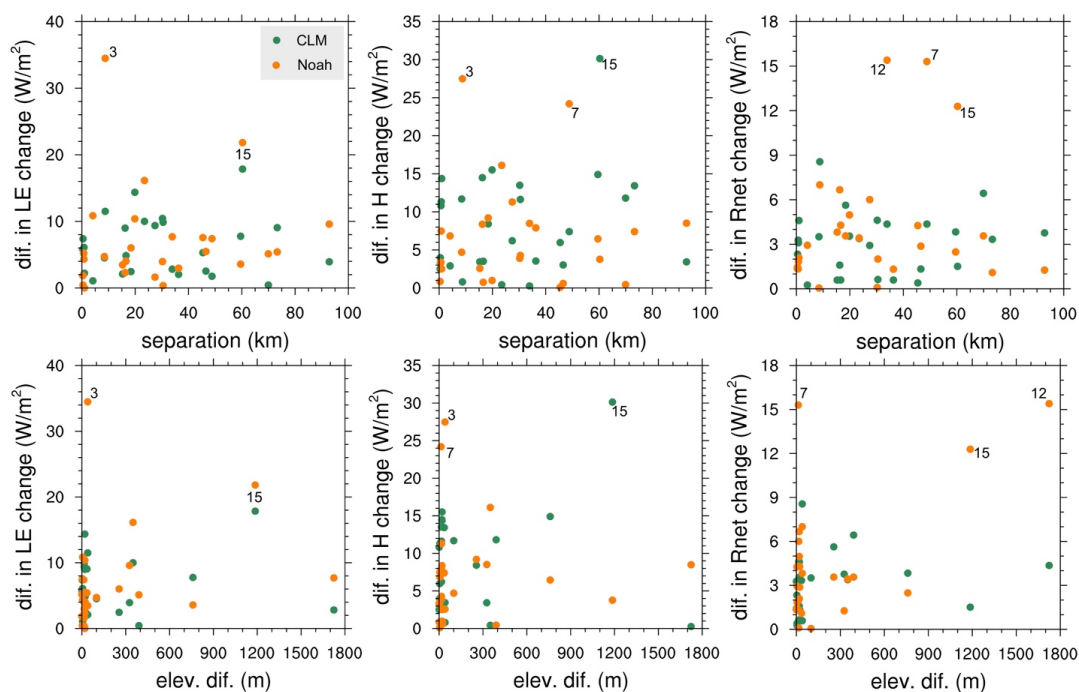 dif. in LE change (W/m²)
40
30
20
10
0
3
15
CLM
Noah
0 20 40 60 80 100
separation (km)
dif. in H change (W/m²)
35
30
25
20
15
10
5
0
3
15
7
0 20 40 60 80 100
separation (km)
dif. in Rnet change (W/m²)
18
15
12
9
6
3
0
12
7
15
0 20 40 60 80 100
separation (km)
dif. in LE change (W/m²)
40
30
20
10
0
3
15
0 300 600 900 1200 1500 1800
elev. dif. (m)
dif. in H change (W/m²)
35
30
25
20
15
10
5
0
3
7
15
0 300 600 900 1200 1500 1800
elev. dif. (m)
dif. in Rnet change (W/m²)
18
15
12
9
6
3
0
7
12
15
0 300 600 900 1200 1500 1800
elev. dif. (m)